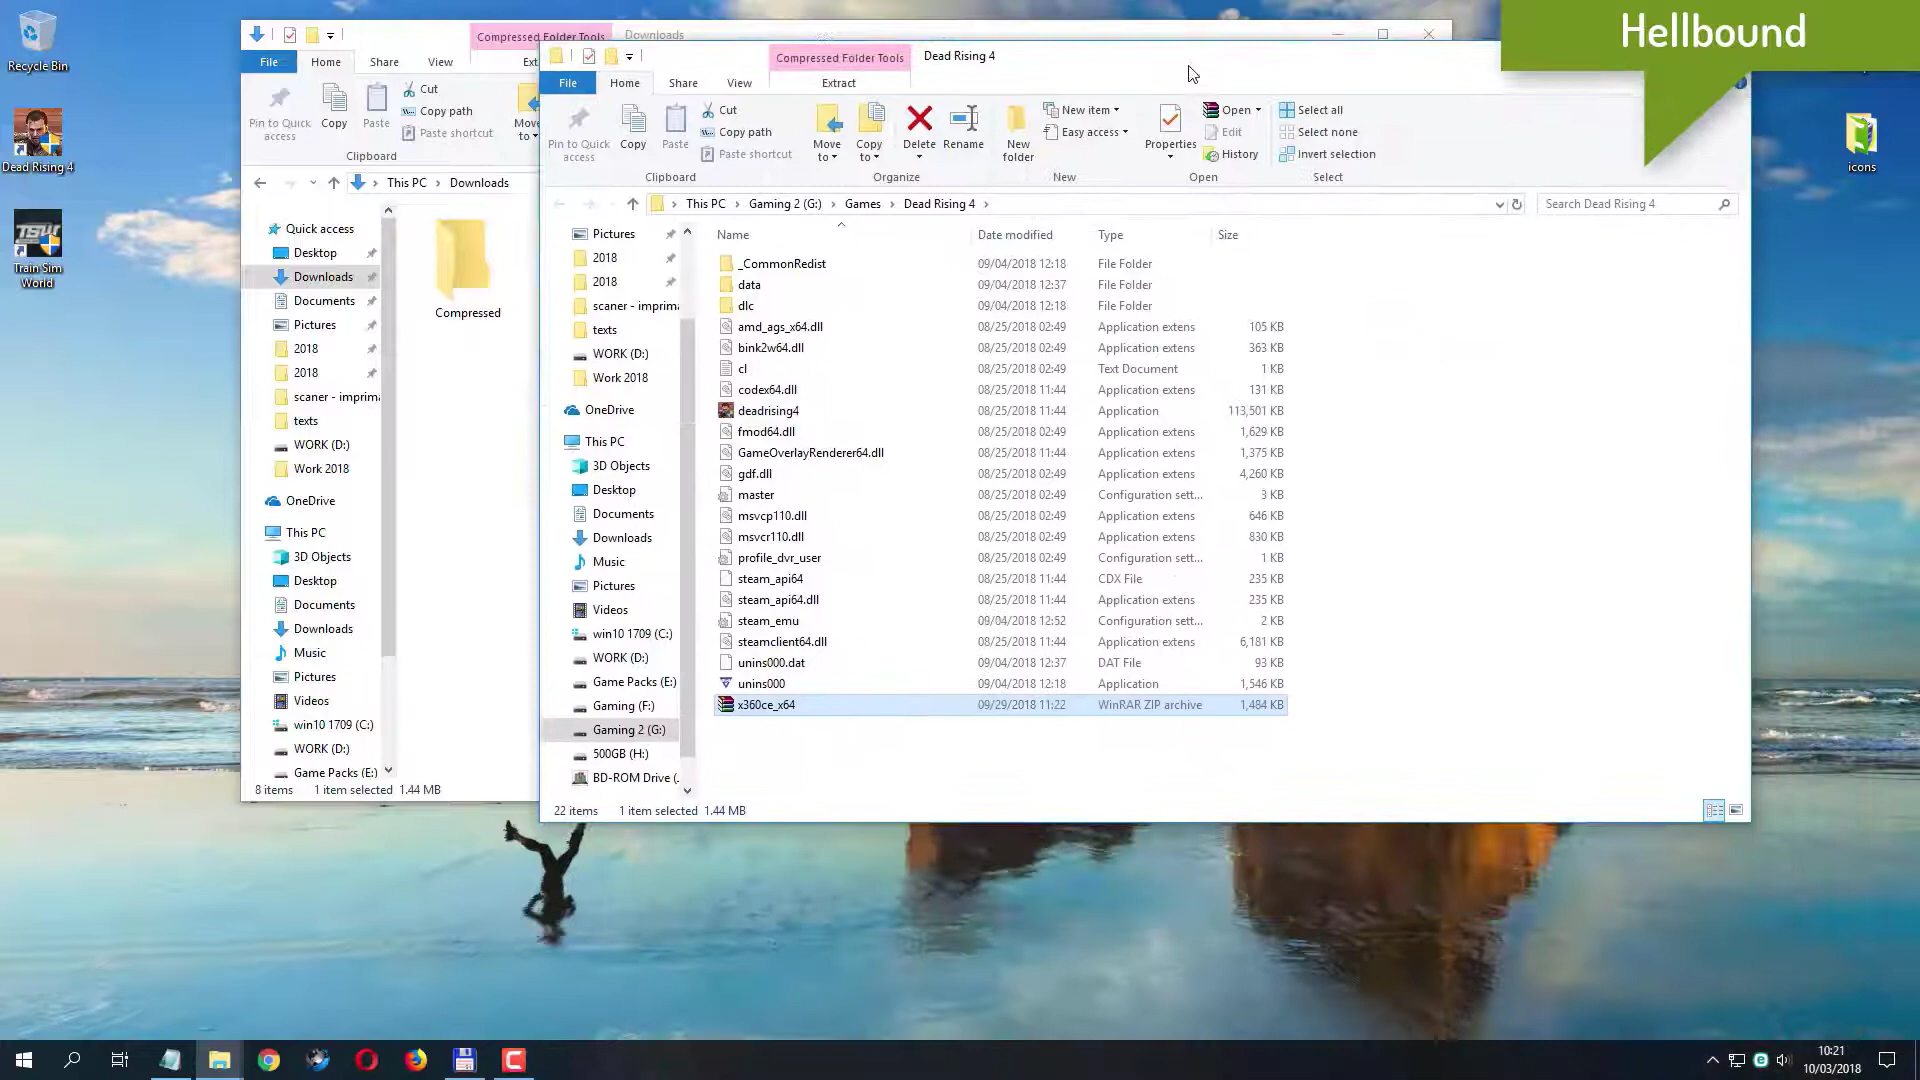 Hellbound
Recycle Bin
Dead Rising 4
Train Sim
World
icons
Compressed Folder Tools
Downloads
File
Home
Share
View
Ext
Pin to Quick
access
Copy
Paste
Cut
Copy path
Paste shortcut
Move
to
Clipboard
This PC
Downloads
Quick access
Desktop
Downloads
Documents
Pictures
2018
2018
scaner - imprima
texts
WORK (D:)
Work 2018
OneDrive
This PC
3D Objects
Desktop
Documents
Downloads
Music
Pictures
Videos
win10 1709 (C:)
WORK (D:)
Game Packs (E:)
Compressed
8 items 1 item selected 1.44 MB
Compressed Folder Tools
Dead Rising 4
File
Home
Share
View
Extract
Pin to Quick
access
Copy
Paste
Cut
Copy path
Paste shortcut
Clipboard
Move
to
Copy
to
Delete
Rename
Organize
New
folder
New item
Easy access
New
Properties
Open
Edit
History
Open
Select all
Select none
Invert selection
Select
This PC
Gaming 2 (G:)
Games
Dead Rising 4
Search Dead Rising 4
Pictures
2018
2018
scaner - imprima
texts
WORK (D:)
Work 2018
OneDrive
This PC
3D Objects
Desktop
Documents
Downloads
Music
Pictures
Videos
win10 1709 (C:)
WORK (D:)
Game Packs (E:)
Gaming (F:)
Gaming 2 (G:)
500GB (H:)
BD-ROM Drive (
Name Date modified Type Size
_CommonRedist 09/04/2018 12:18 File Folder
data 09/04/2018 12:37 File Folder
dlc 09/04/2018 12:18 File Folder
amd_ags_x64.dll 08/25/2018 02:49 Application extens 105 KB
bink2w64.dll 08/25/2018 02:49 Application extens 363 KB
cl 08/25/2018 02:49 Text Document 1 KB
codex64.dll 08/25/2018 11:44 Application extens 131 KB
deadrising4 08/25/2018 11:44 Application 113,501 KB
fmod64.dll 08/25/2018 02:49 Application extens 1,629 KB
GameOverlayRenderer64.dll 08/25/2018 11:44 Application extens 1,375 KB
gdf.dll 08/25/2018 02:49 Application extens 4,260 KB
master 08/25/2018 02:49 Configuration sett... 3 KB
msvcp110.dll 08/25/2018 02:49 Application extens 646 KB
msvcr110.dll 08/25/2018 02:49 Application extens 830 KB
profile_dvr_user 08/25/2018 02:49 Configuration sett... 1 KB
steam_api64 08/25/2018 11:44 CDX File 235 KB
steam_api64.dll 08/25/2018 11:44 Application extens 235 KB
steam_emu 09/04/2018 12:52 Configuration sett... 2 KB
steamclient64.dll 08/25/2018 11:44 Application extens 6,181 KB
unins000.dat 09/04/2018 12:37 DAT File 93 KB
unins000 09/04/2018 12:18 Application 1,546 KB
x360ce_x64 09/29/2018 11:22 WinRAR ZIP archive 1,484 KB
22 items 1 item selected 1.44 MB
10:21
10/03/2018